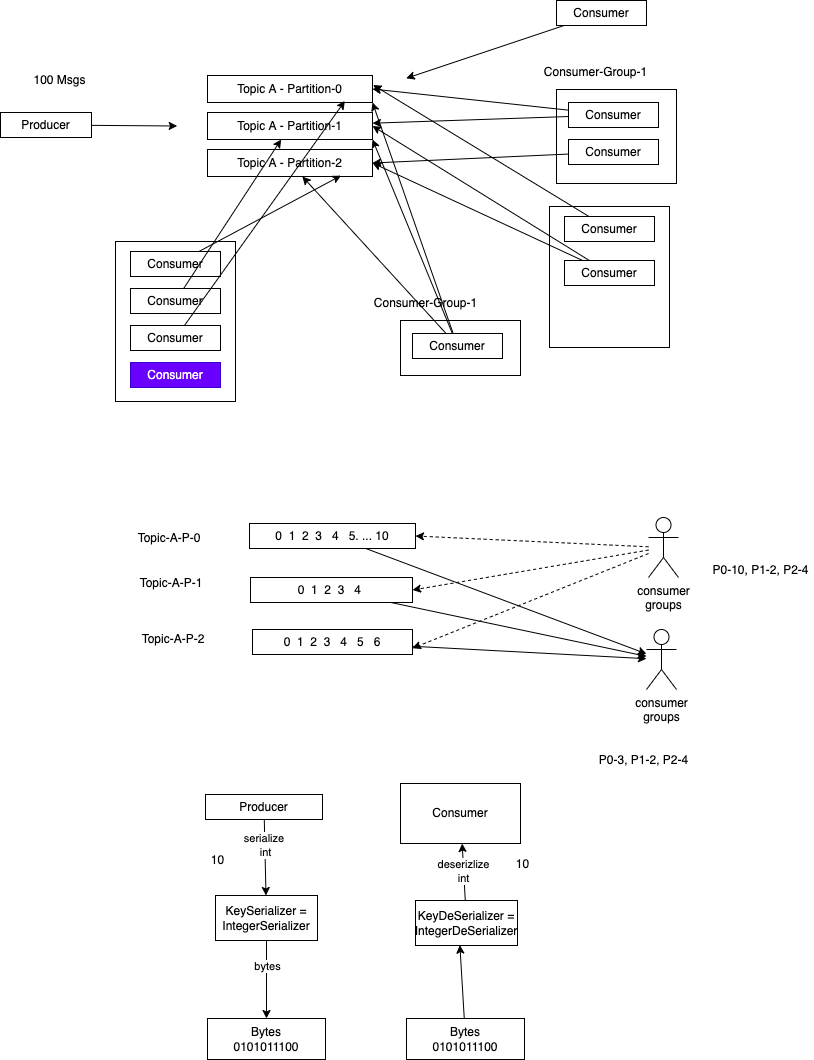 Consumer
Consumer-Group-1
100 Msgs
Topic A - Partition-0
Consumer
Producer
Topic A - Partition-1
Consumer
Topic A - Partition-2
Consumer
Consumer
Consumer
Consumer
Consumer-Group-1
Consumer
Consumer
Consumer
Topic-A-P-0
0 1 2 3 4 5. ... 10
P0-10, P1-2, P2-4
Topic-A-P-1
0 1 2 3 4
consumer
groups
Topic-A-P-2
0 1 2 3 4 5 6
consumer
groups
P0-3, P1-2, P2-4
Producer
Consumer
serialize
int
10
deserizlize
int
10
KeySerializer =
IntegerSerializer
KeyDeSerializer =
IntegerDeSerializer
bytes
Bytes
0101011100
Bytes
0101011100